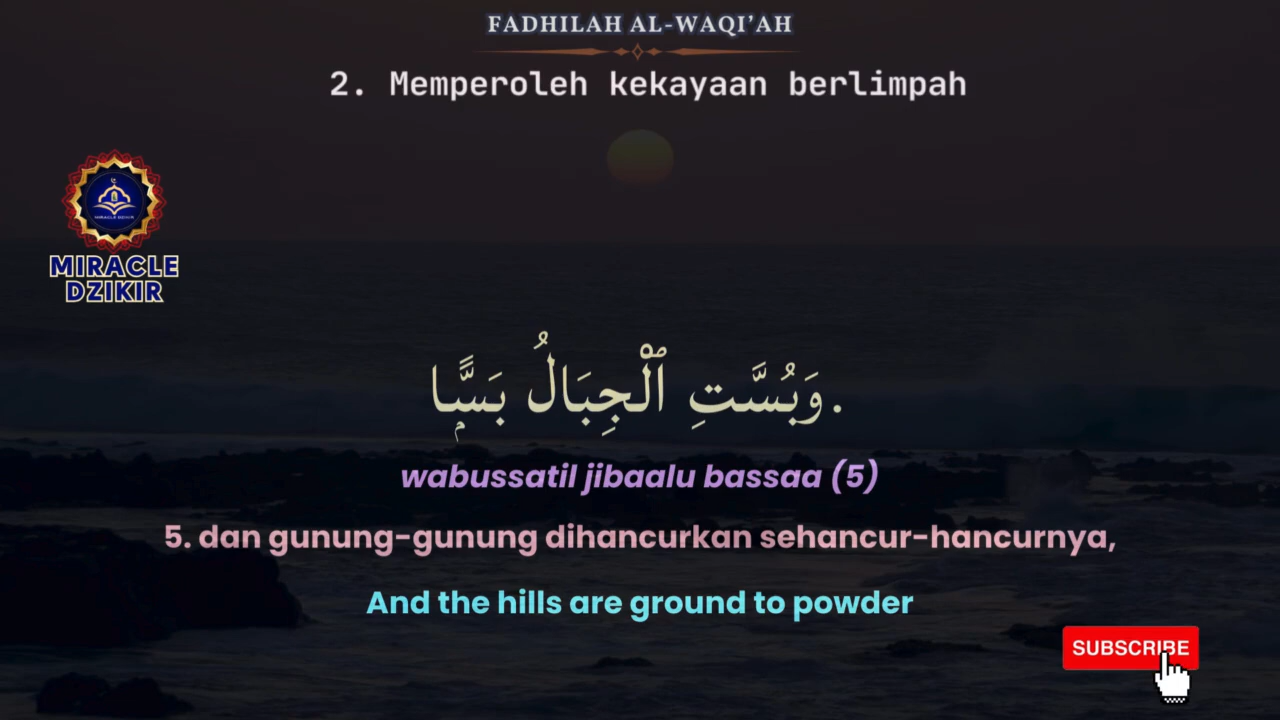 FADHILAH AL-WAQI'AH
2. Memperoleh kekayaan berlimpah
MIRACLE
DZIKIR
وَبُسَّتِ ٱلْجِبَالُ بَسًّۭا.
wabussatil jibaalu bassaa (5)
5. dan gunung-gunung dihancurkan sehancur-hancurnya,
And the hills are ground to powder
SUBSCRIBE